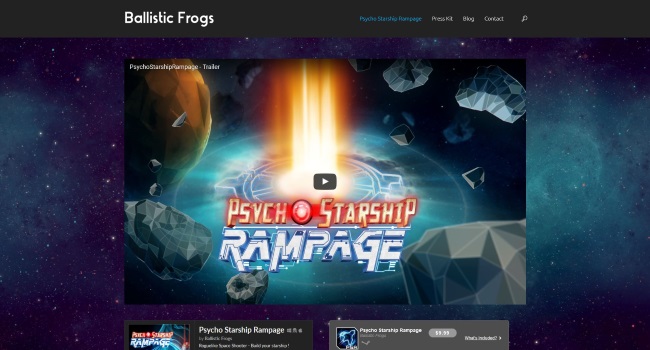 Ballistic Frogs
Psycho Starship Rampage Press Kit Blog Contact
PsychoStarshipRampage - Trailer
PSYCHO STARSHIP
RAMPAGE
PSYCHO STARSHIP
RAMPAGE
Psycho Starship Rampage
by Ballistic Frogs
Roguelike Space Shooter - Build your starship !
Psycho Starship Rampage
Ballistic Frogs
$9.99
What's included?